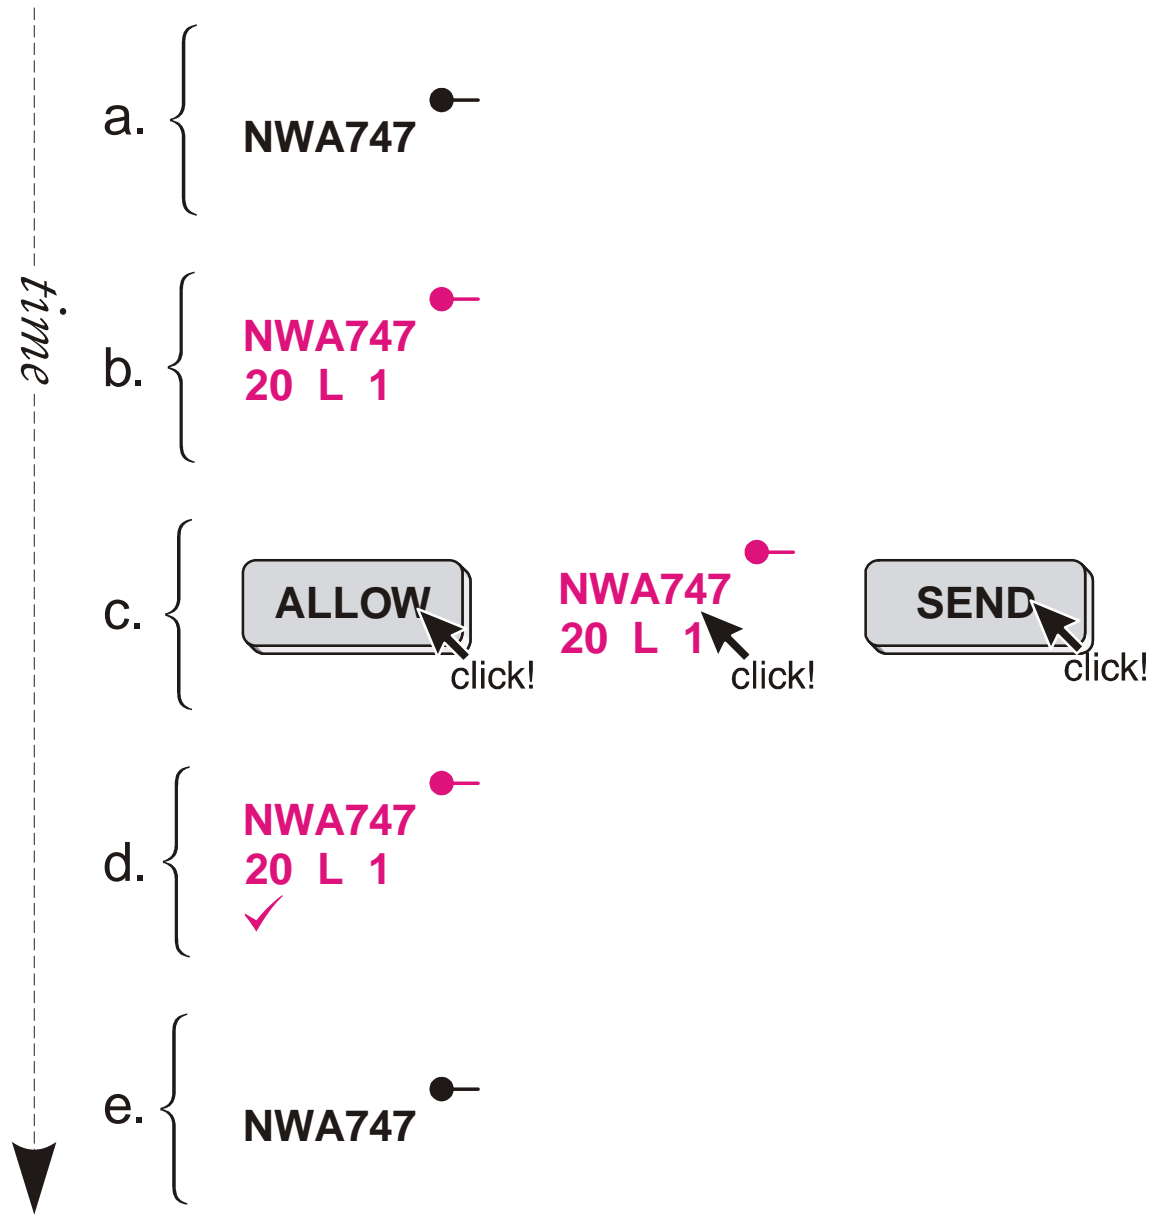 time
a.
NWA747
b.
NWA747
20 L 1
c.
ALLOW
click!
NWA747
20 L 1
click!
SEND
click!
d.
NWA747
20 L 1
e.
NWA747